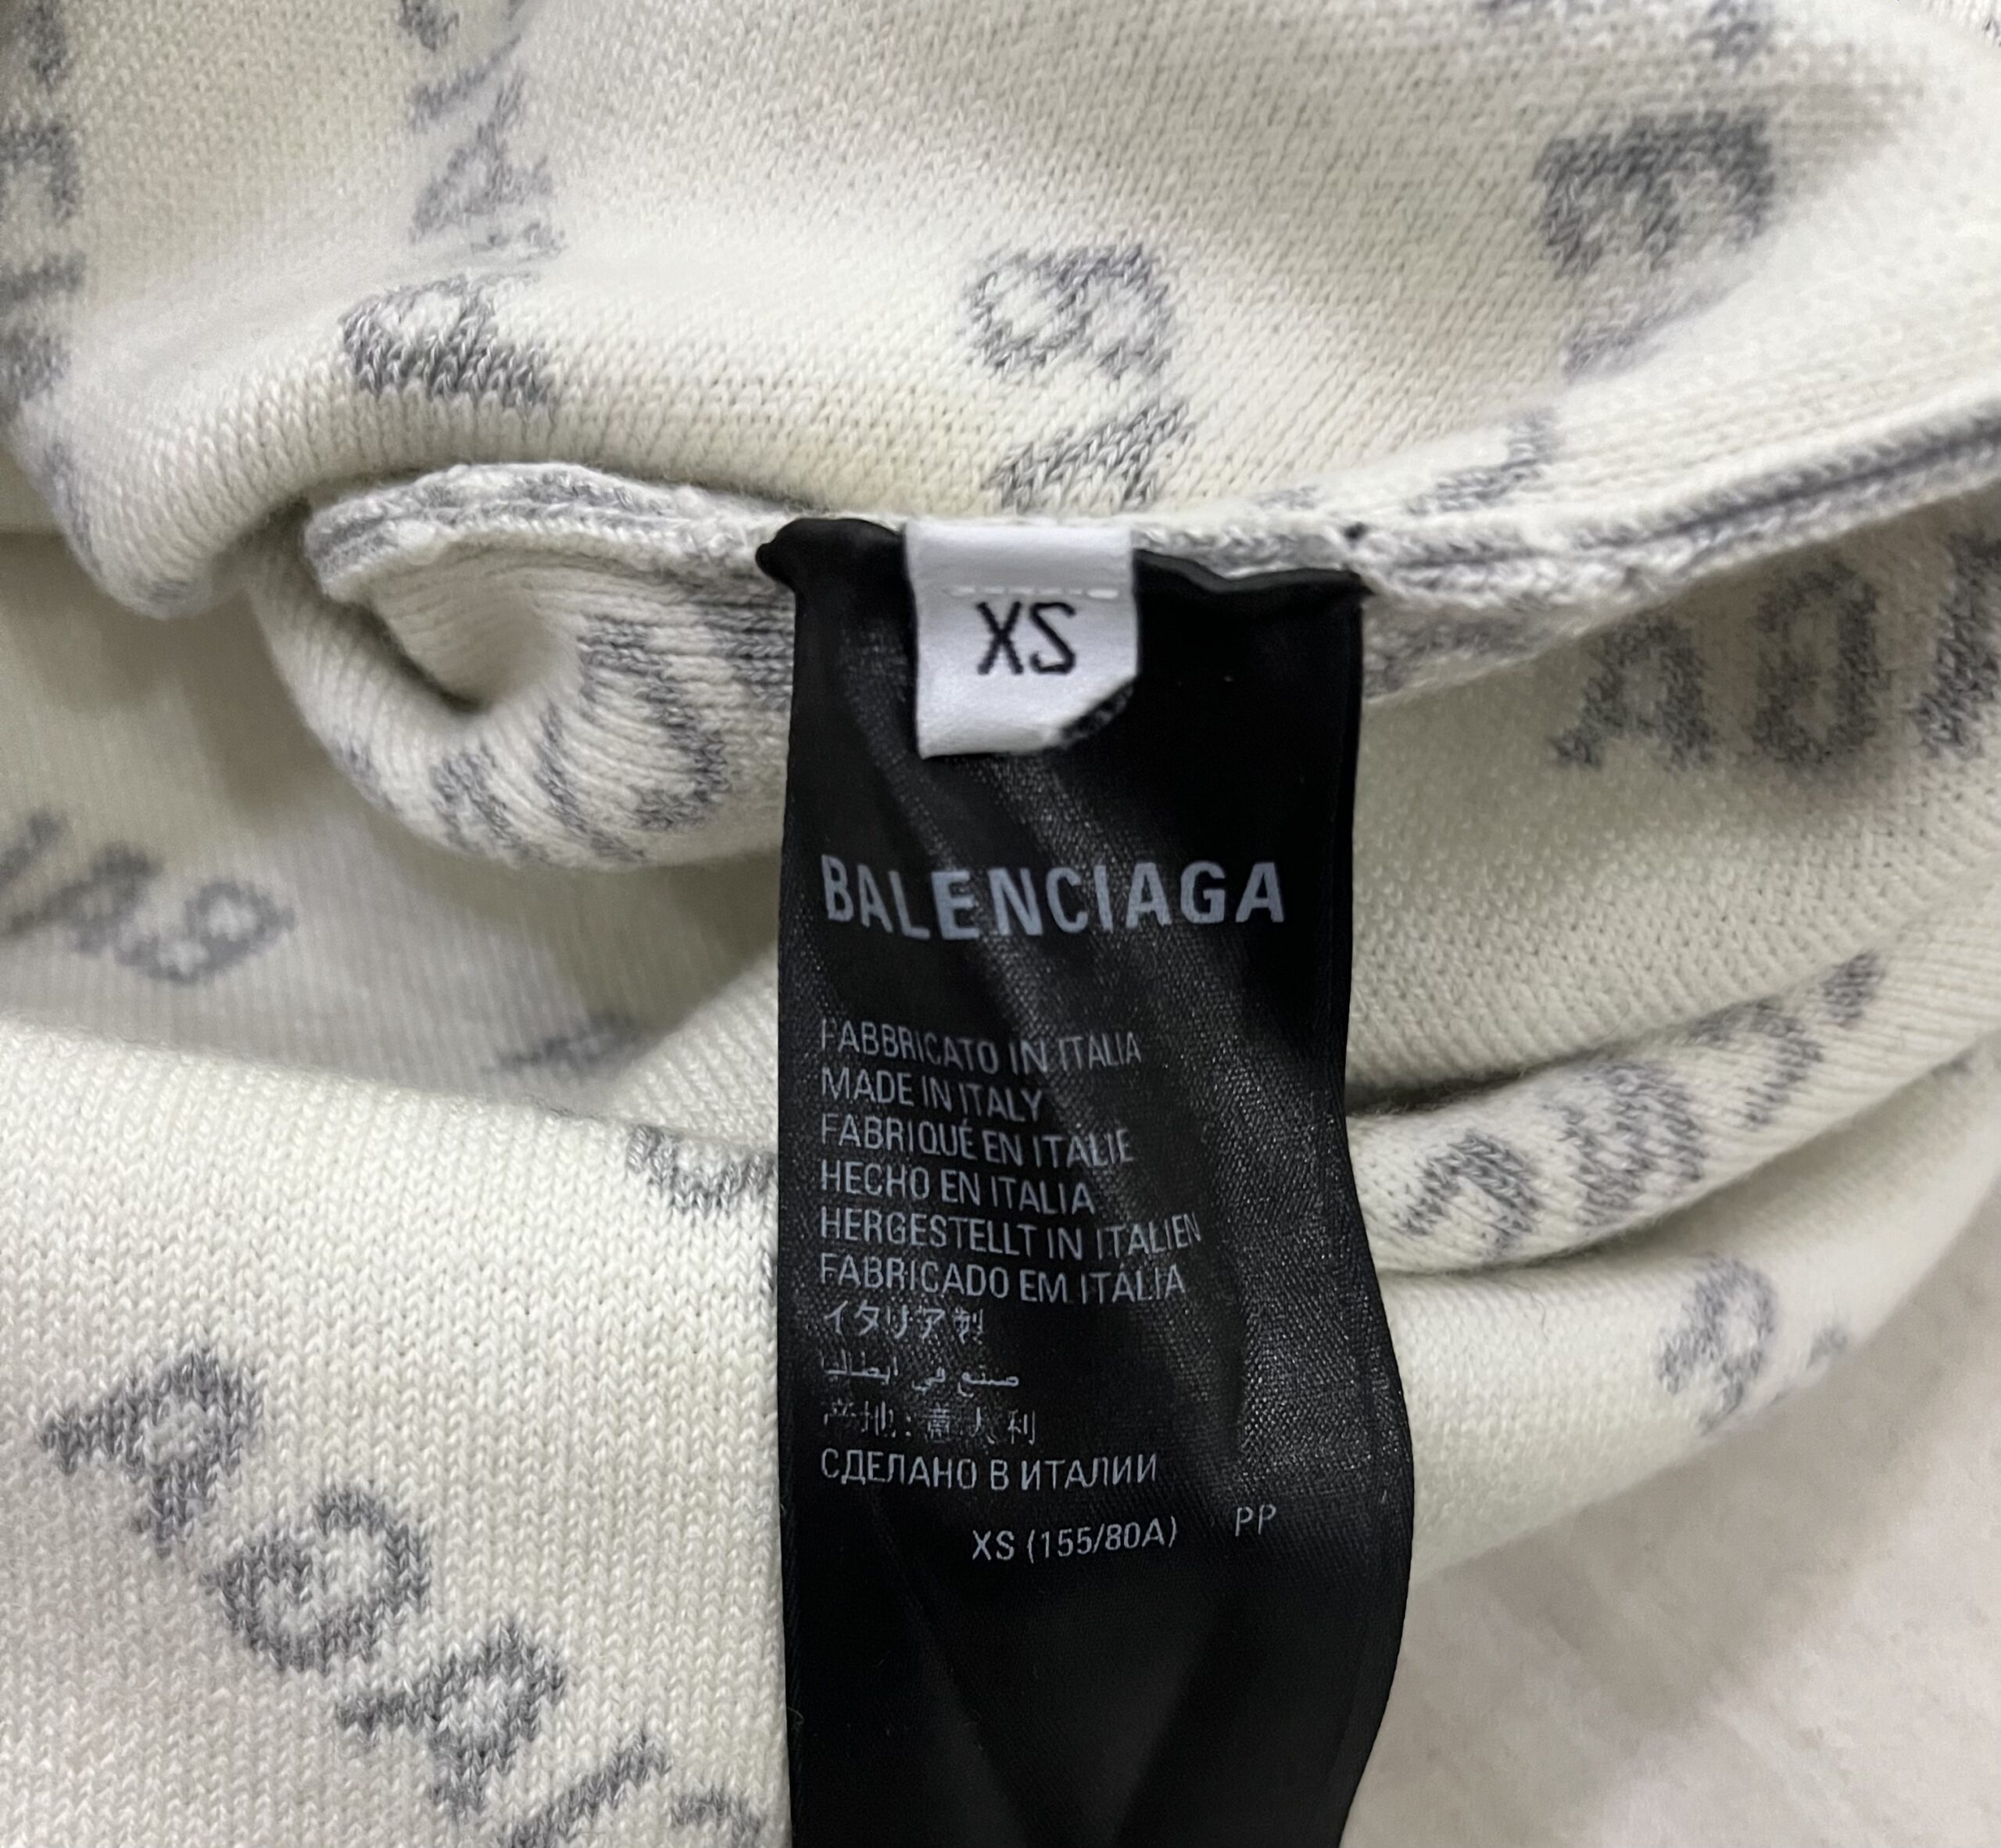 XS
BALENCIAGA
FABBRICATO IN ITALIA
MADE IN ITALY
FABRIQUÉ EN ITALIE
HECHO EN ITALIA
HERGESTELLT IN ITALIEN
FABRICADO EM ITÁLIA
イタリア製
صنع في ايطاليا
产地:意大利
СДЕЛАНО В ИТАЛИИ
XS (155/80A) PP